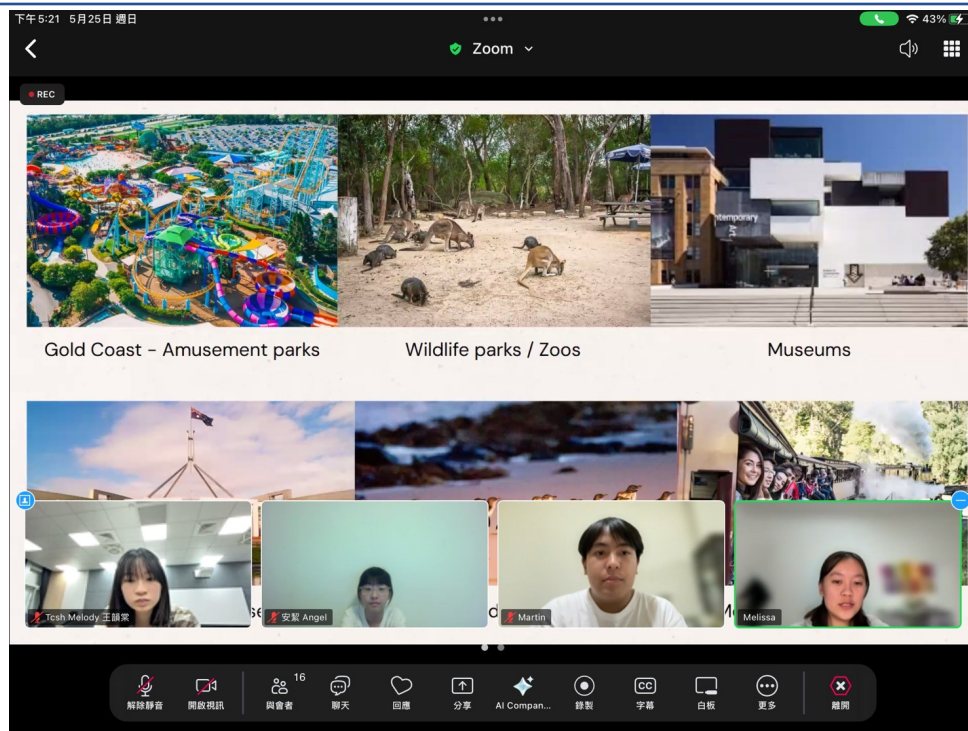 下午5:21 5月25日 週日
43%
Zoom
REC
Gold Coast – Amusement parks
Wildlife parks / Zoos
Museums
Tcsh Melody 王韻棠
安絜 Angel
Martin
Melissa
16
解除靜音
開啟視訊
與會者
聊天
回應
分享
AI Compan...
錄製
CC
字幕
白板
更多
離開